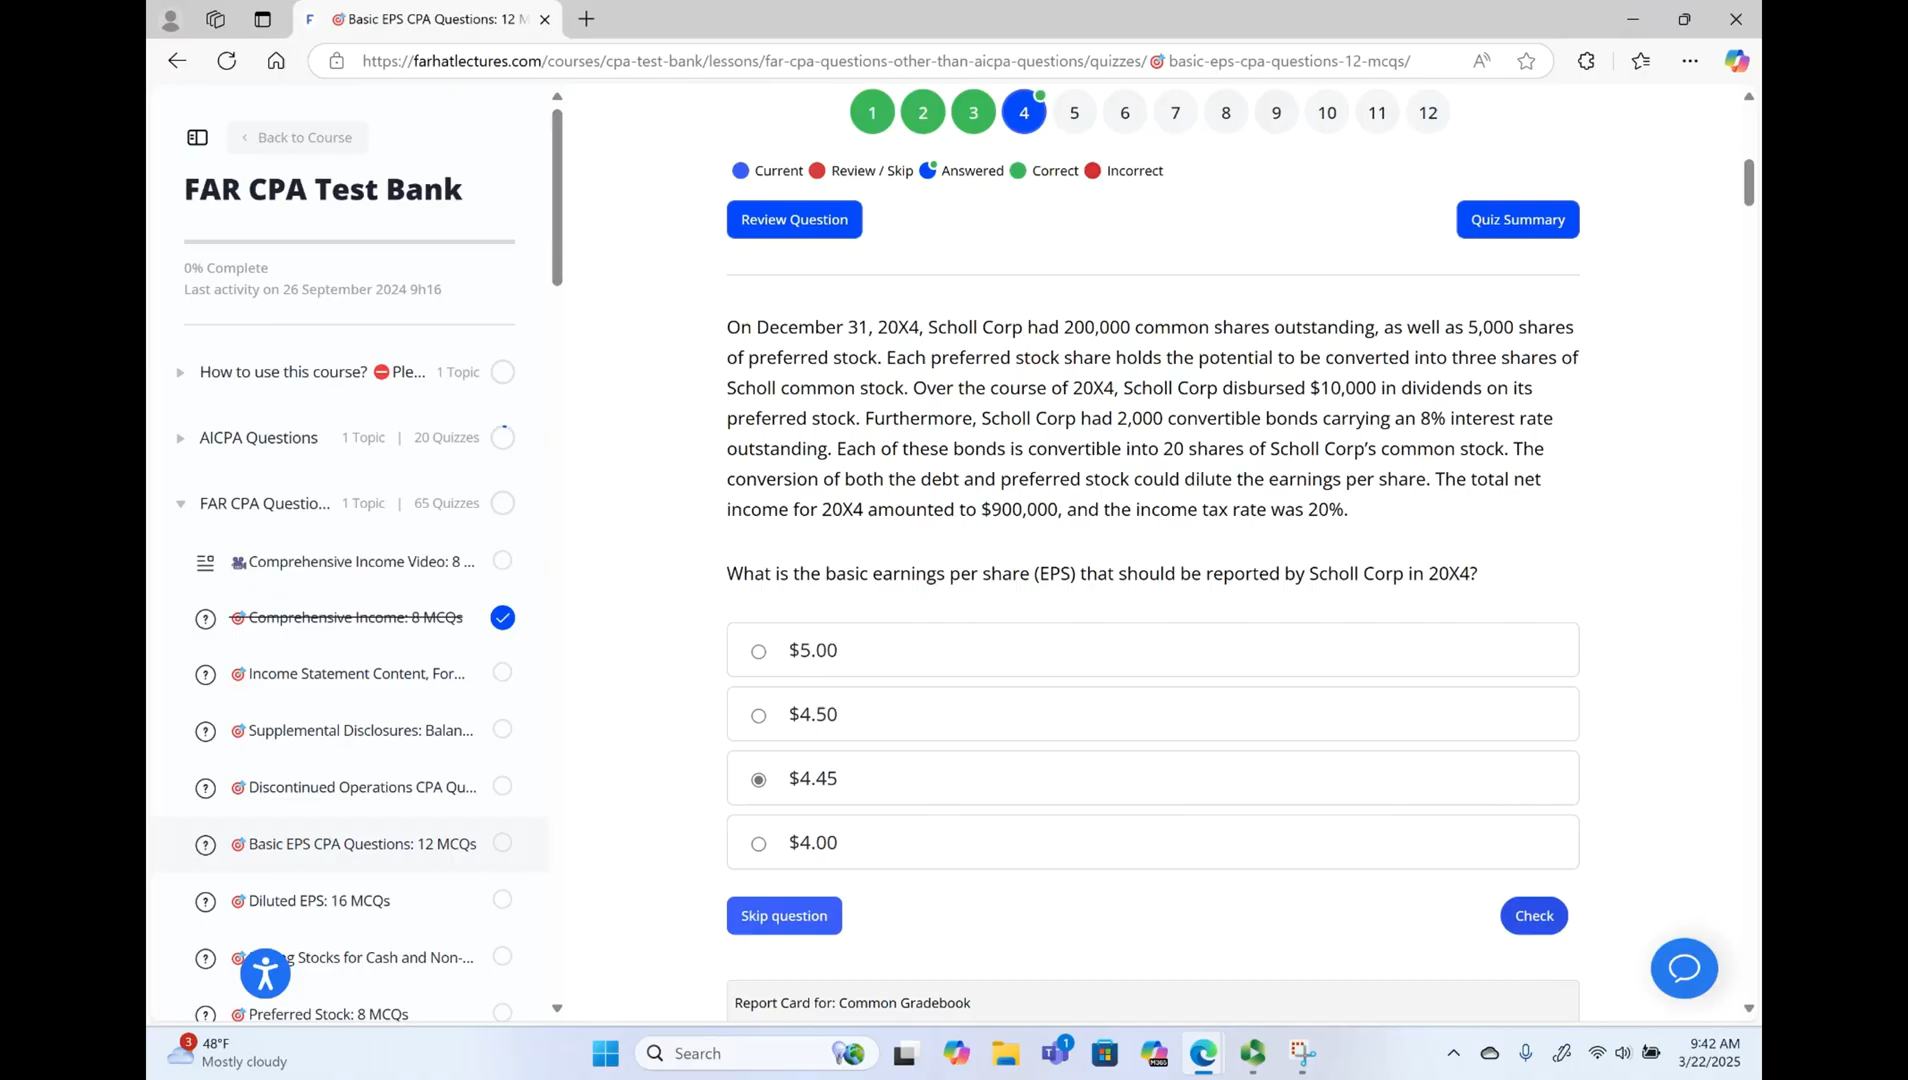 F 🎯Basic EPS CPA Questions: 12 M
https://farhatlectures.com/courses/cpa-test-bank/lessons/far-cpa-questions-other-than-aicpa-questions/quizzes/🎯basic-eps-cpa-questions-12-mcqs/
Back to Course
FAR CPA Test Bank
0% Complete
Last activity on 26 September 2024 9h16
How to use this course? ⛔Ple... 1 Topic
AICPA Questions 1 Topic | 20 Quizzes
FAR CPA Questio... 1 Topic | 65 Quizzes
🎥Comprehensive Income Video: 8 ...
🎯Comprehensive Income: 8 MCQs
🎯Income Statement Content, For...
🎯Supplemental Disclosures: Balan...
🎯Discontinued Operations CPA Qu...
🎯Basic EPS CPA Questions: 12 MCQs
🎯Diluted EPS: 16 MCQs
Stocks for Cash and Non-...
🎯Preferred Stock: 8 MCQs
1 2 3 4 5 6 7 8 9 10 11 12
Current Review / Skip Answered Correct Incorrect
Review Question
Quiz Summary
On December 31, 20X4, Scholl Corp had 200,000 common shares outstanding, as well as 5,000 shares
of preferred stock. Each preferred stock share holds the potential to be converted into three shares of
Scholl common stock. Over the course of 20X4, Scholl Corp disbursed $10,000 in dividends on its
preferred stock. Furthermore, Scholl Corp had 2,000 convertible bonds carrying an 8% interest rate
outstanding. Each of these bonds is convertible into 20 shares of Scholl Corp’s common stock. The
conversion of both the debt and preferred stock could dilute the earnings per share. The total net
income for 20X4 amounted to $900,000, and the income tax rate was 20%.
What is the basic earnings per share (EPS) that should be reported by Scholl Corp in 20X4?
$5.00
$4.50
$4.45
$4.00
Skip question
Check
Report Card for: Common Gradebook
3
48°F
Mostly cloudy
Search
1
M365
9:42 AM
3/22/2025